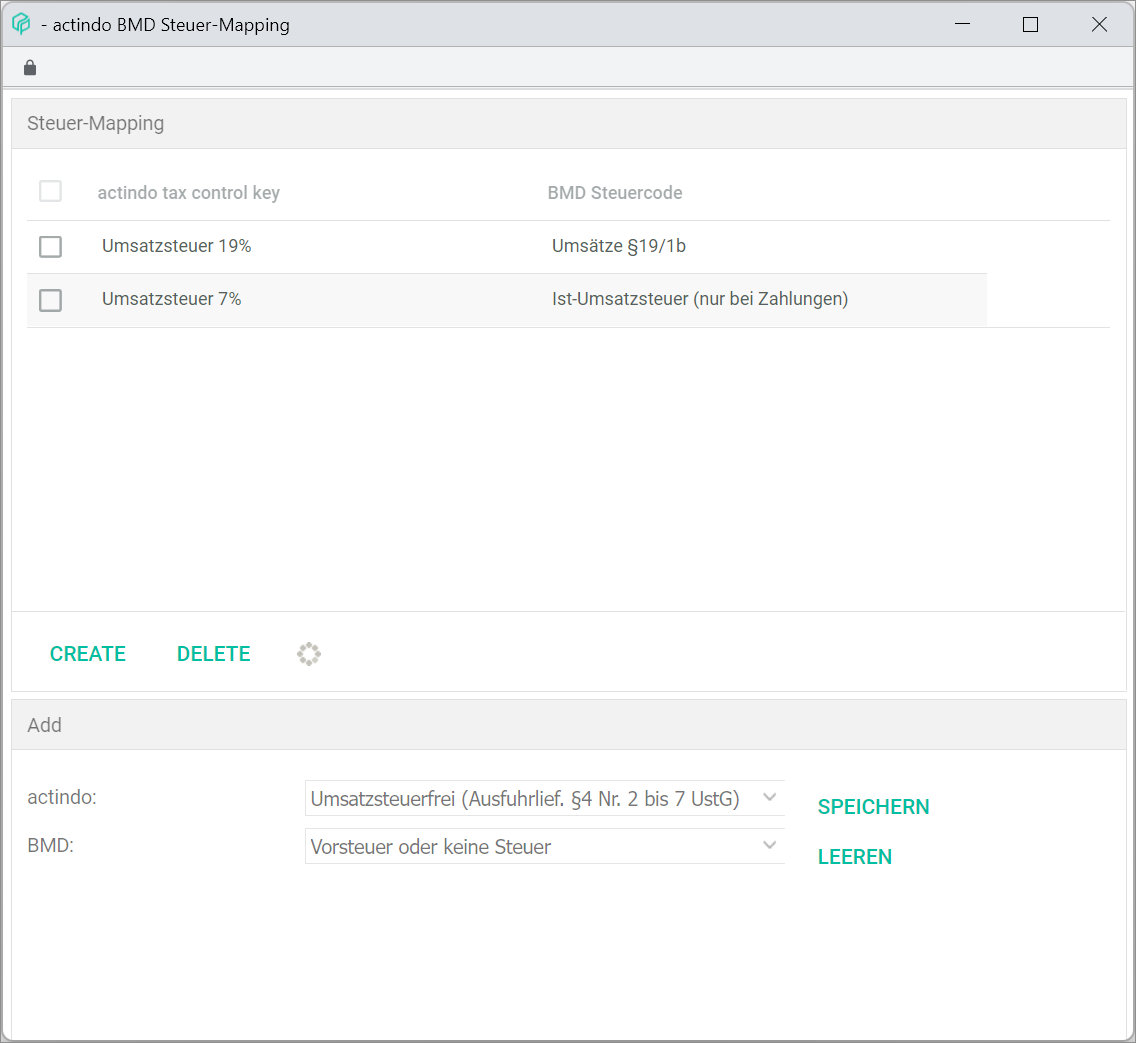 - actindo BMD Steuer-Mapping
Steuer-Mapping
actindo tax control key BMD Steuercode
Umsatzsteuer 19% Umsätze §19/1b
Umsatzsteuer 7% Ist-Umsatzsteuer (nur bei Zahlungen)
CREATE DELETE
Add
actindo: Umsatzsteuerfrei (Ausfuhrlief. §4 Nr. 2 bis 7 UstG)
SPEICHERN
BMD: Vorsteuer oder keine Steuer
LEEREN